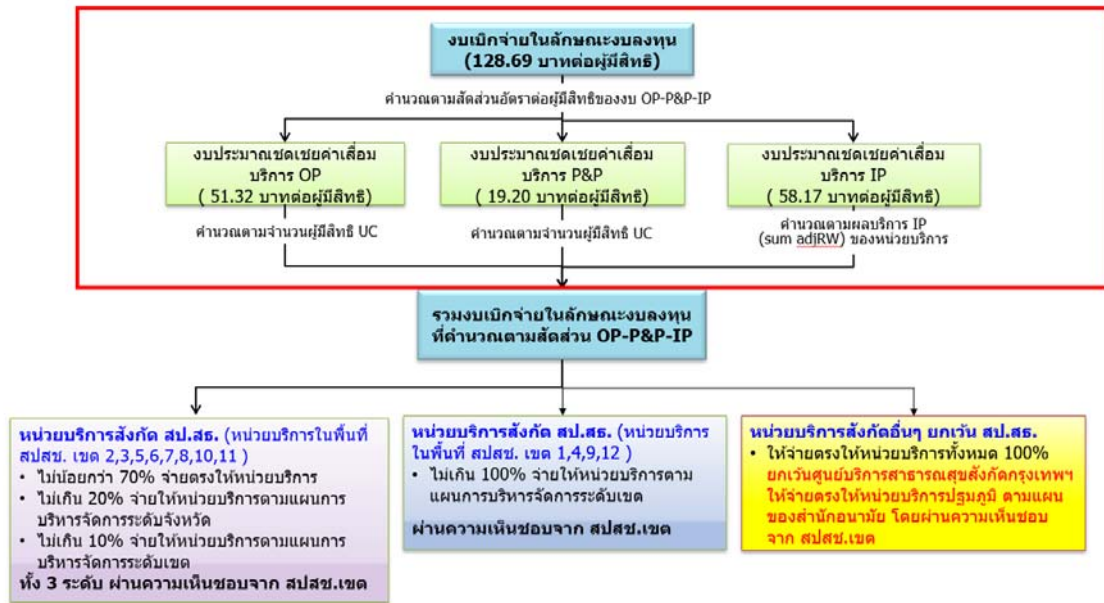 งบเบิกจ่ายในลักษณะงบลงทุน
(128.69 บาทต่อผู้มีสิทธิ)
คำนวณตามสัดส่วนอัตราต่อผู้มีสิทธิของงบ OP-P&P-IP
งบประมาณชดเชยค่าเสื่อม
บริการ OP
( 51.32 บาทต่อผู้มีสิทธิ)
งบประมาณชดเชยค่าเสื่อม
บริการ P&P
( 19.20 บาทต่อผู้มีสิทธิ)
งบประมาณชดเชยค่าเสื่อม
บริการ IP
( 58.17 บาทต่อผู้มีสิทธิ)
คำนวณตามจำนวนผู้มีสิทธิ UC
คำนวณตามจำนวนผู้มีสิทธิ UC
คำนวณตามผลบริการ IP
(sum adjRW) ของหน่วยบริการ
รวมงบเบิกจ่ายในลักษณะงบลงทุน
ที่คำนวณตามสัดส่วน OP-P&P-IP
หน่วยบริการสังกัด สป.สธ. (หน่วยบริการในพื้นที่
สปสช. เขต 2,3,5,6,7,8,10,11 )
• ไม่น้อยกว่า 70% จ่ายตรงให้หน่วยบริการ
• ไม่เกิน 20% จ่ายให้หน่วยบริการตามแผนการ
บริหารจัดการระดับจังหวัด
• ไม่เกิน 10% จ่ายให้หน่วยบริการตามแผนการ
บริหารจัดการระดับเขต
ทั้ง 3 ระดับ ผ่านความเห็นชอบจาก สปสช.เขต
หน่วยบริการสังกัด สป.สธ. (หน่วยบริการ
ในพื้นที่ สปสช. เขต 1,4,9,12 )
• ไม่เกิน 100% จ่ายให้หน่วยบริการตาม
แผนการบริหารจัดการระดับเขต
ผ่านความเห็นชอบจาก สปสช.เขต
หน่วยบริการสังกัดอื่นๆ ยกเว้น สป.สธ.
• ให้จ่ายตรงให้หน่วยบริการทั้งหมด 100%
ยกเว้นศูนย์บริการสาธารณสุขสังกัดกรุงเทพฯ
ให้จ่ายตรงให้หน่วยบริการปฐมภูมิ ตามแผน
ของสำนักอนามัย โดยผ่านความเห็นชอบ
จาก สปสช.เขต